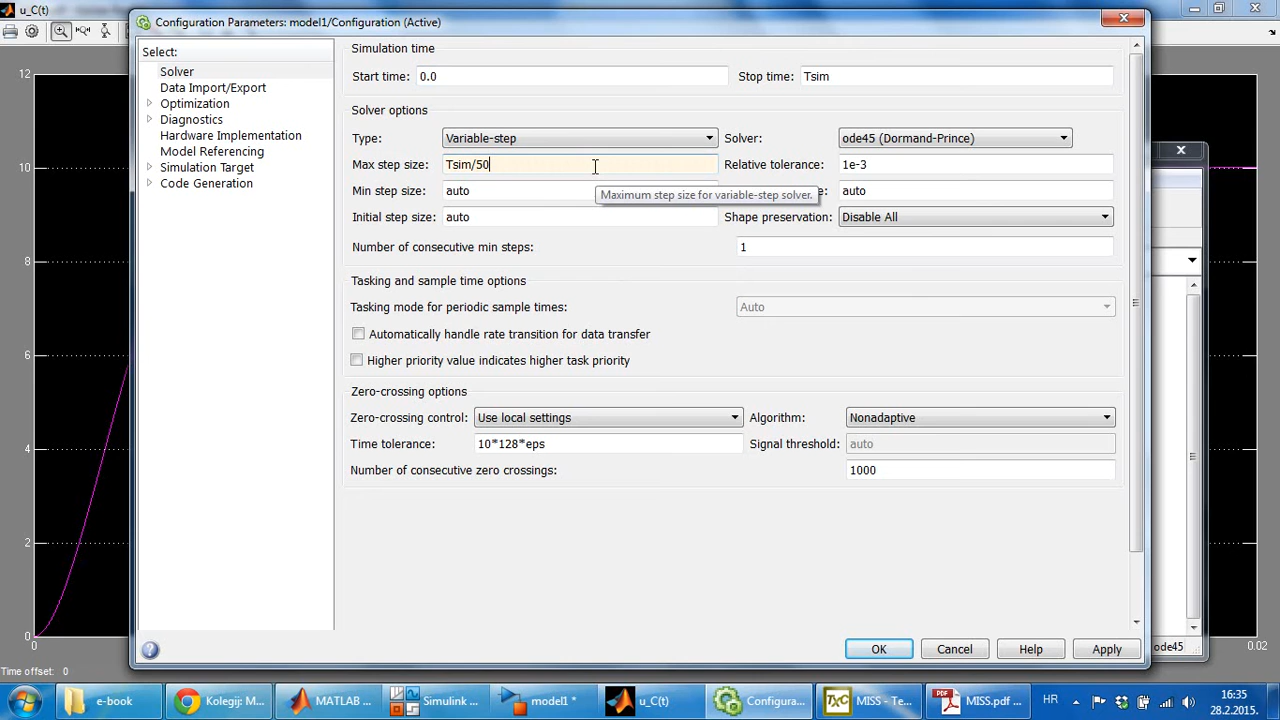 u_C(t)
Configuration Parameters: model1/Configuration (Active)
Select:
Solver
Data Import/Export
Optimization
Diagnostics
Hardware Implementation
Model Referencing
Simulation Target
Code Generation
Simulation time
Start time: 0.0 Stop time: Tsim
Solver options
Type: Variable-step Solver: ode45 (Dormand-Prince)
Max step size: Tsim/50 Relative tolerance: 1e-3
Min step size: auto e: auto
Maximum step size for variable-step solver.
Initial step size: auto Shape preservation: Disable All
Number of consecutive min steps: 1
Tasking and sample time options
Tasking mode for periodic sample times: Auto
Automatically handle rate transition for data transfer
Higher priority value indicates higher task priority
Zero-crossing options
Zero-crossing control: Use local settings Algorithm: Nonadaptive
Time tolerance: 10*128*eps Signal threshold: auto
Number of consecutive zero crossings: 1000
OK Cancel Help Apply
12
10
8
6
4
2
0
0 0.02
Time offset: 0
ode45
e-book Kolegij: M... MATLAB ... Simulink ... model1 * u_C(t) Configura... MISS - Te... MISS.pdf ... HR 16:35
28.2.2015.